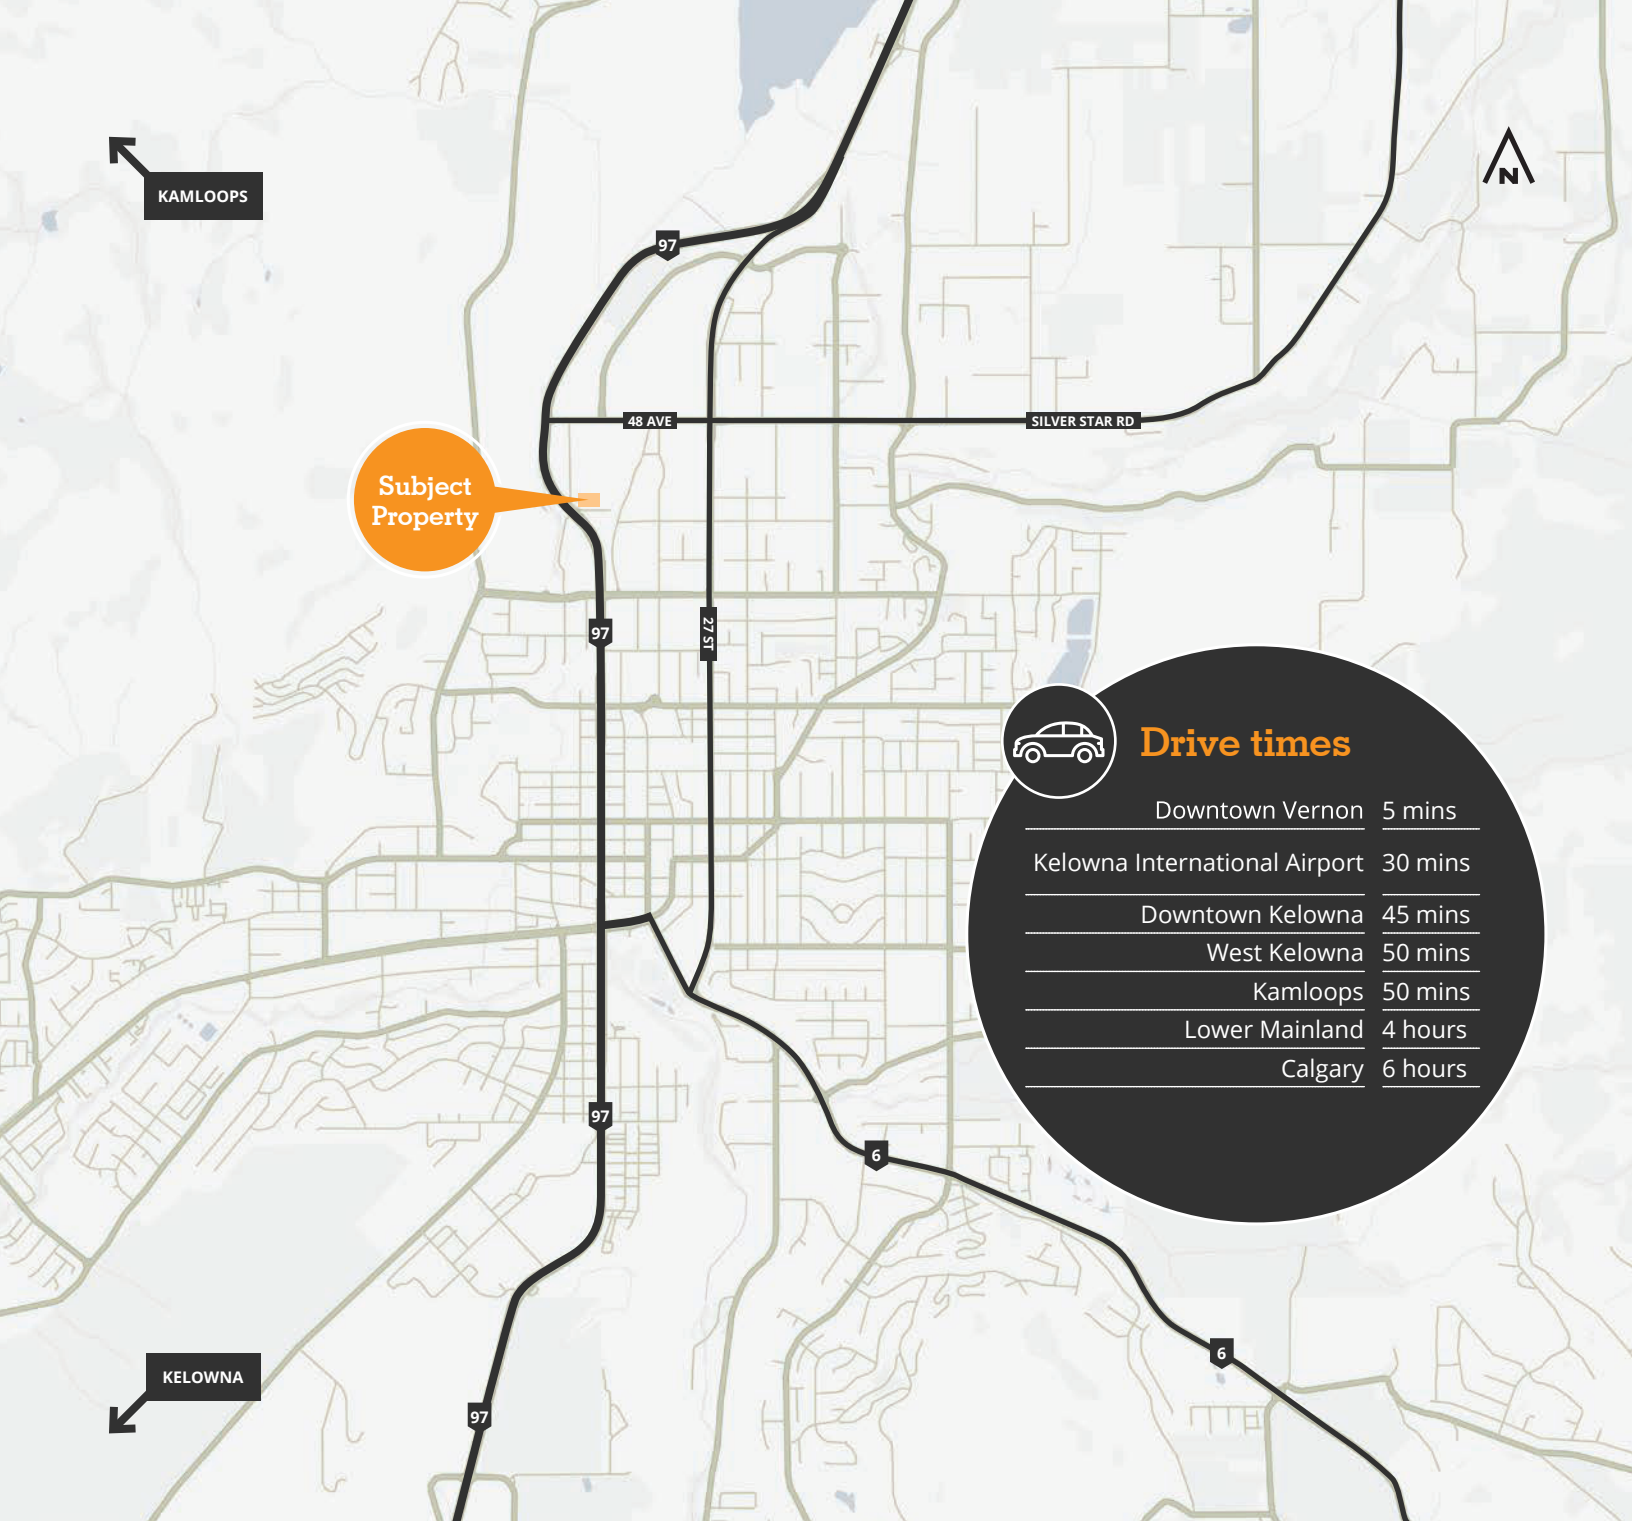 KAMLOOPS
N
97
48 AVE
SILVER STAR RD
Subject
Property
97
27 ST
Drive times
Downtown Vernon 5 mins
Kelowna International Airport 30 mins
Downtown Kelowna 45 mins
West Kelowna 50 mins
Kamloops 50 mins
Lower Mainland 4 hours
Calgary 6 hours
97
6
6
KELOWNA
97